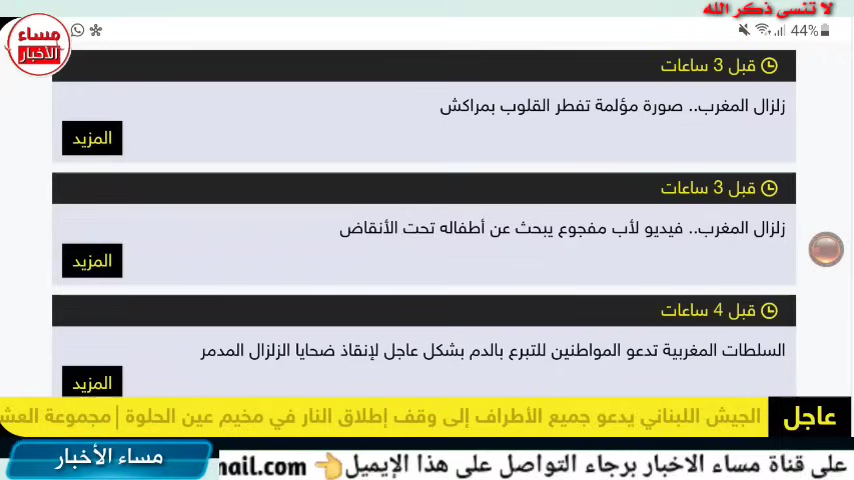 لا تنسى ذكر الله
مساء
الأخبار
44%
قبل 3 ساعات
زلزال المغرب.. صورة مؤلمة تفطر القلوب بمراكش
المزيد
قبل 3 ساعات
زلزال المغرب.. فيديو لأب مفجوع يبحث عن أطفاله تحت الأنقاض
المزيد
قبل 4 ساعات
السلطات المغربية تدعو المواطنين للتبرع بالدم بشكل عاجل لإنقاذ ضحايا الزلزال المدمر
المزيد
عاجل
الجيش اللبناني يدعو جميع الأطراف إلى وقف إطلاق النار في مخيم عين الحلوة | مجموعة
على قناة مساء الاخبار برجاء التواصل على هذا الإيميل👈 nail.com
مساء الأخبار